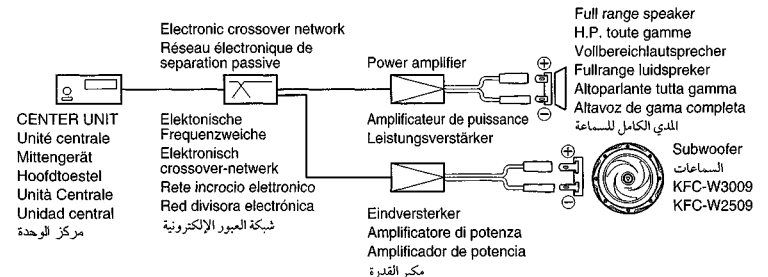 Electronic crossover network
Réseau électronique de
separation passive
CENTER UNIT
Unité centrale
Mittengerät
Hoofdtoestel
Unità Centrale
Unidad central
مركز الوحدة
Elektonische
Frequenzweiche
Elektronisch
crossover-netwerk
Rete incrocio elettronico
Red divisora electrónica
شبكة العبور الإلكترونية
Power amplifier
Amplificateur de puissance
Leistungsverstärker
Eindversterker
Amplificatore di potenza
Amplificador de potencia
مكبر القدرة
Full range speaker
H.P. toute gamme
Vollbereichlautsprecher
Fullrange luidspreker
Altoparlante tutta gamma
Altavoz de gama completa
المدي الكامل للسماعة
⊕
⊖
⊕
⊖
Subwoofer
السماعات
KFC-W3009
KFC-W2509